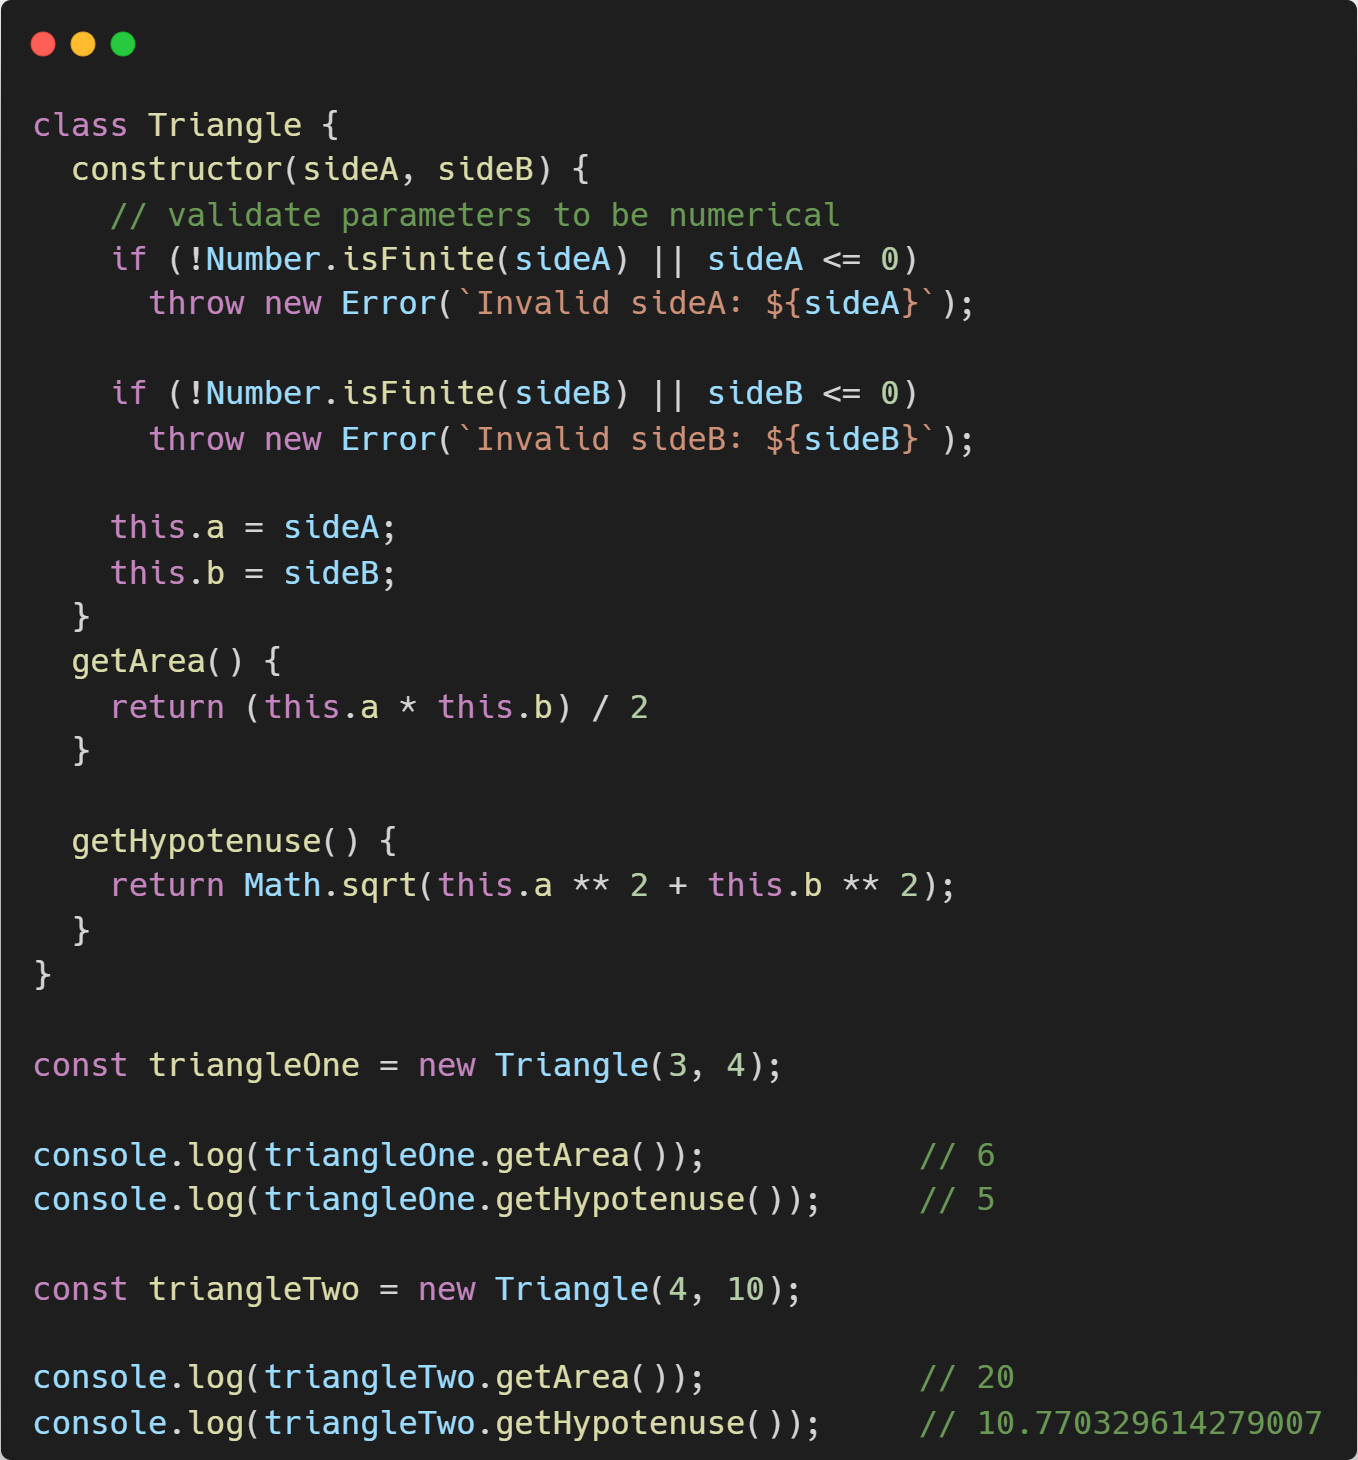 class Triangle {
  constructor(sideA, sideB) {
    // validate parameters to be numerical
    if (!Number.isFinite(sideA) || sideA <= 0)
      throw new Error(`Invalid sideA: ${sideA}`);

    if (!Number.isFinite(sideB) || sideB <= 0)
      throw new Error(`Invalid sideB: ${sideB}`);

    this.a = sideA;
    this.b = sideB;
  }
  getArea() {
    return (this.a * this.b) / 2
  }

  getHypotenuse() {
    return Math.sqrt(this.a ** 2 + this.b ** 2);
  }
}

const triangleOne = new Triangle(3, 4);

console.log(triangleOne.getArea());           // 6
console.log(triangleOne.getHypotenuse());     // 5

const triangleTwo = new Triangle(4, 10);

console.log(triangleTwo.getArea());           // 20
console.log(triangleTwo.getHypotenuse());     // 10.770329614279007